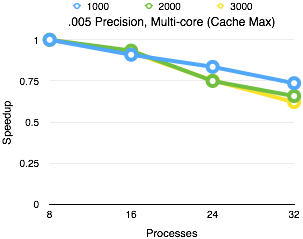 1000 2000 3000
.005 Precision, Multi-core (Cache Max)
1
0.75
0.5
0.25
0
Speedup
8 16 24 32
Processes